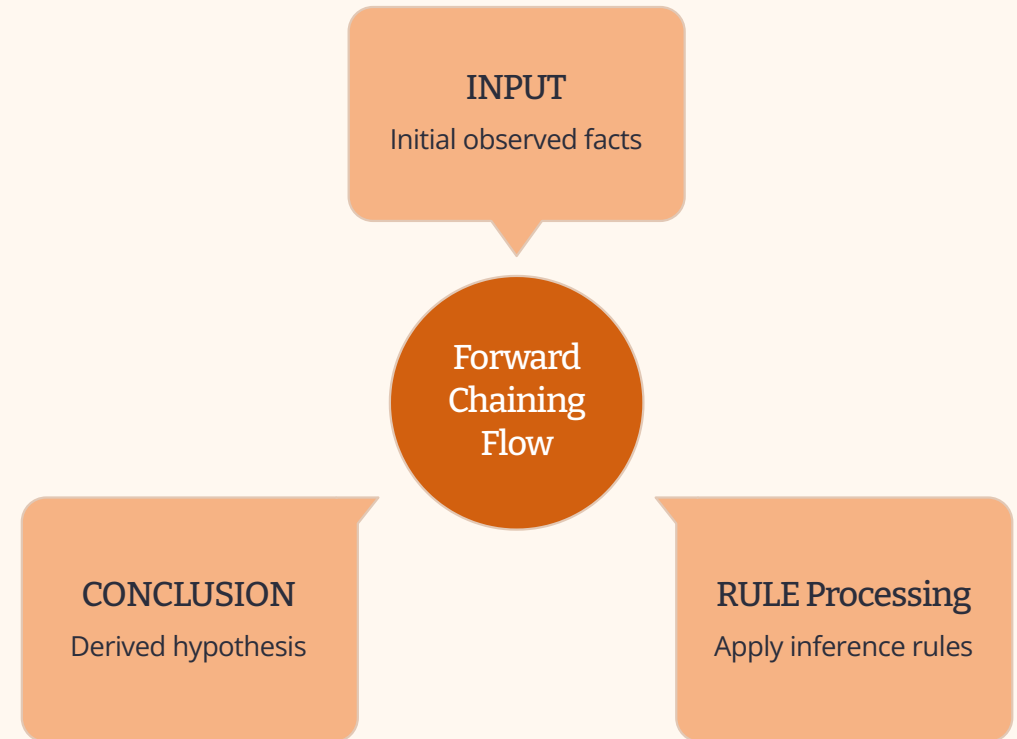 INPUT
Initial observed facts
Forward
Chaining
Flow
CONCLUSION
Derived hypothesis
RULE Processing
Apply inference rules